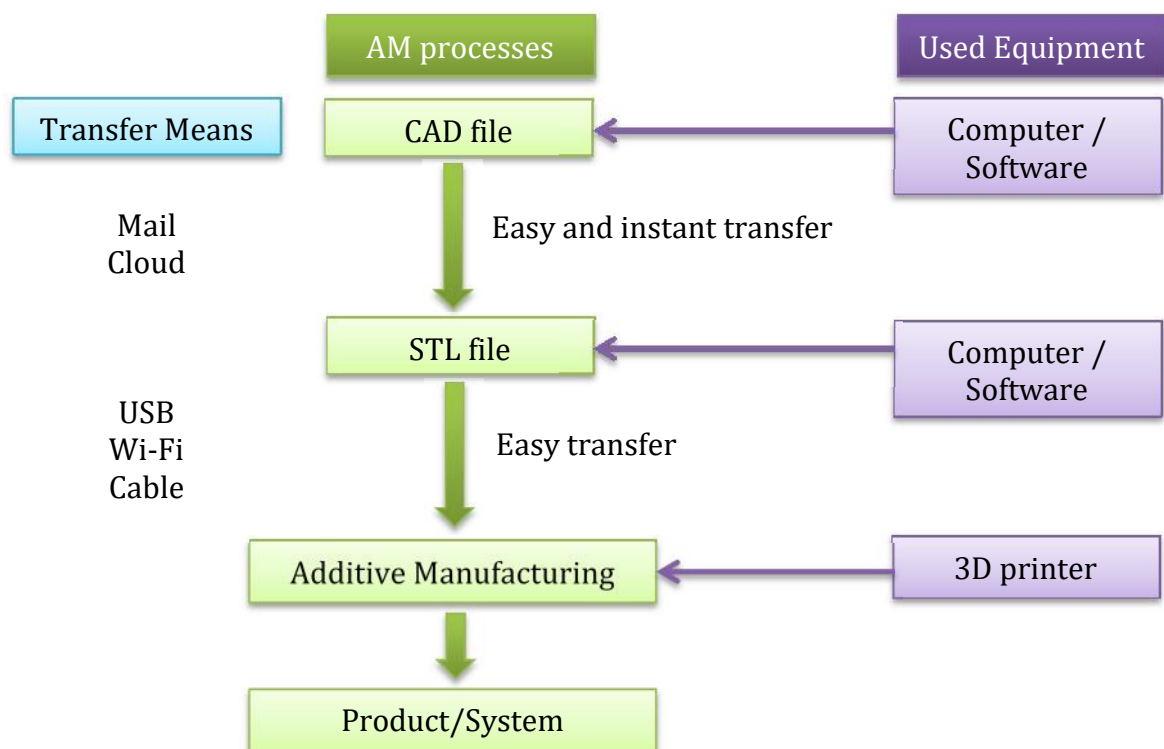 AM processes
Used Equipment
Transfer Means
CAD file
Computer /
Software
Mail
Cloud
Easy and instant transfer
STL file
Computer /
Software
USB
Wi-Fi
Cable
Easy transfer
Additive Manufacturing
3D printer
Product/System